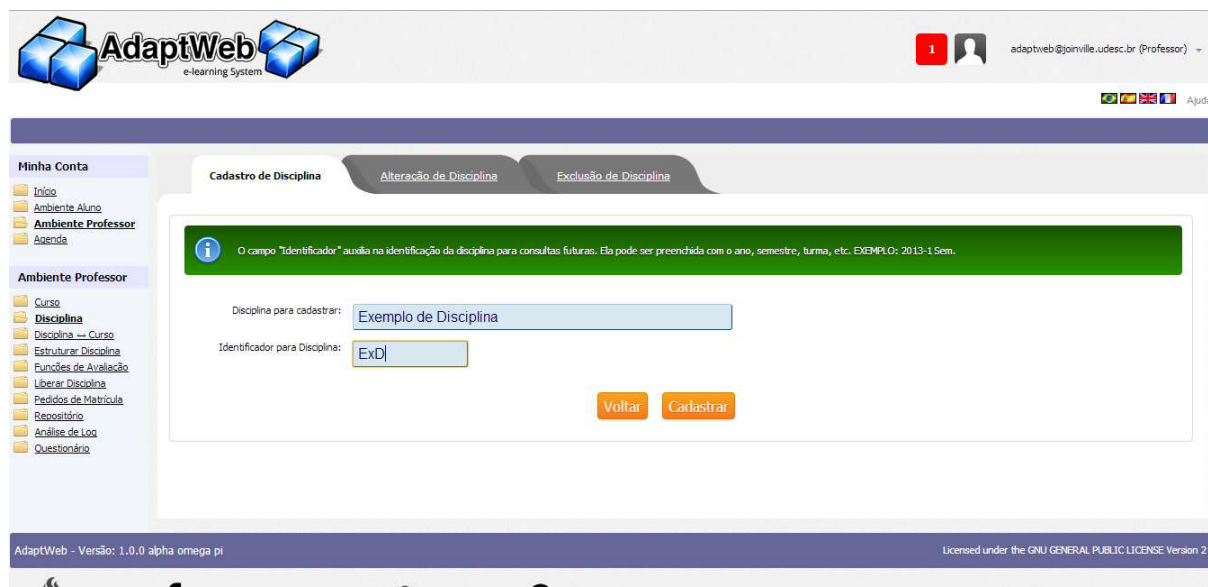 AdaptWeb
e-learning System
1
adaptweb@joinville.udesc.br (Professor)
Ajuda
Minha Conta
Início
Ambiente Aluno
Ambiente Professor
Agenda
Ambiente Professor
Curso
Disciplina
Disciplina ↔ Curso
Estruturar Disciplina
Funções de Avaliação
Liberar Disciplina
Pedidos de Matrícula
Repositório
Análise de Log
Questionário
Cadastro de Disciplina
Alteração de Disciplina
Exclusão de Disciplina
O campo "Identificador" auxilia na identificação da disciplina para consultas futuras. Ela pode ser preenchida com o ano, semestre, turma, etc. EXEMPLO: 2013-1 Sem.
Disciplina para cadastrar:
Exemplo de Disciplina
Identificador para Disciplina:
ExD
Voltar
Cadastrar
AdaptWeb - Versão: 1.0.0 alpha omega pi
Licensed under the GNU GENERAL PUBLIC LICENSE Version 2